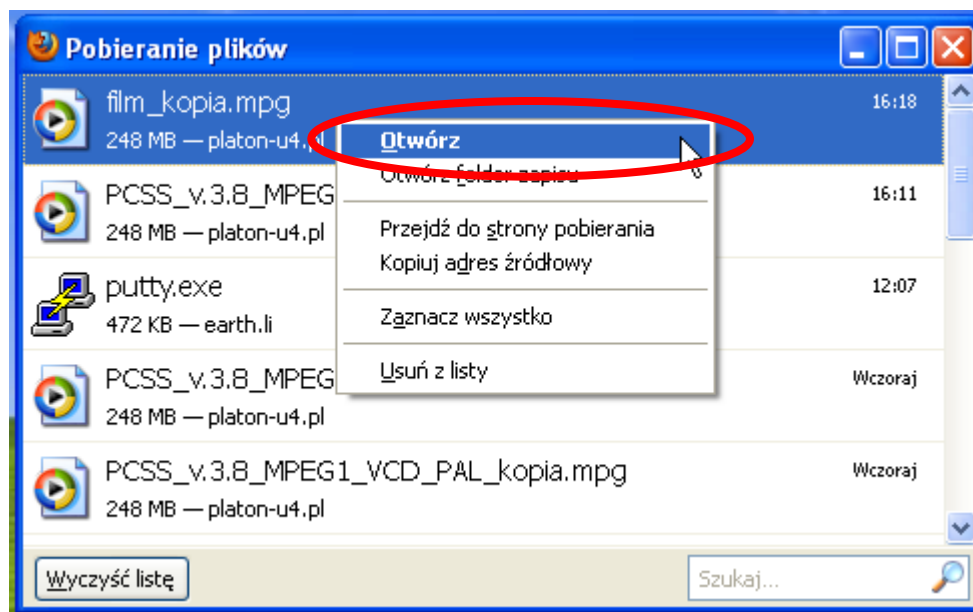 Pobieranie plików
film_kopia.mpg
16:18
248 MB — platon-u4.pl
Otwórz
Otwórz folder zapisu
PCSS_v.3.8_MPEG
16:11
248 MB — platon-u4.pl
Przejdź do strony pobierania
Kopiuj adres źródłowy
putty.exe
12:07
472 KB — earth.li
Zaznacz wszystko
Usuń z listy
PCSS_v.3.8_MPEG
Wczoraj
248 MB — platon-u4.pl
PCSS_v.3.8_MPEG1_VCD_PAL_kopia.mpg
Wczoraj
248 MB — platon-u4.pl
Wyczyść listę
Szukaj...